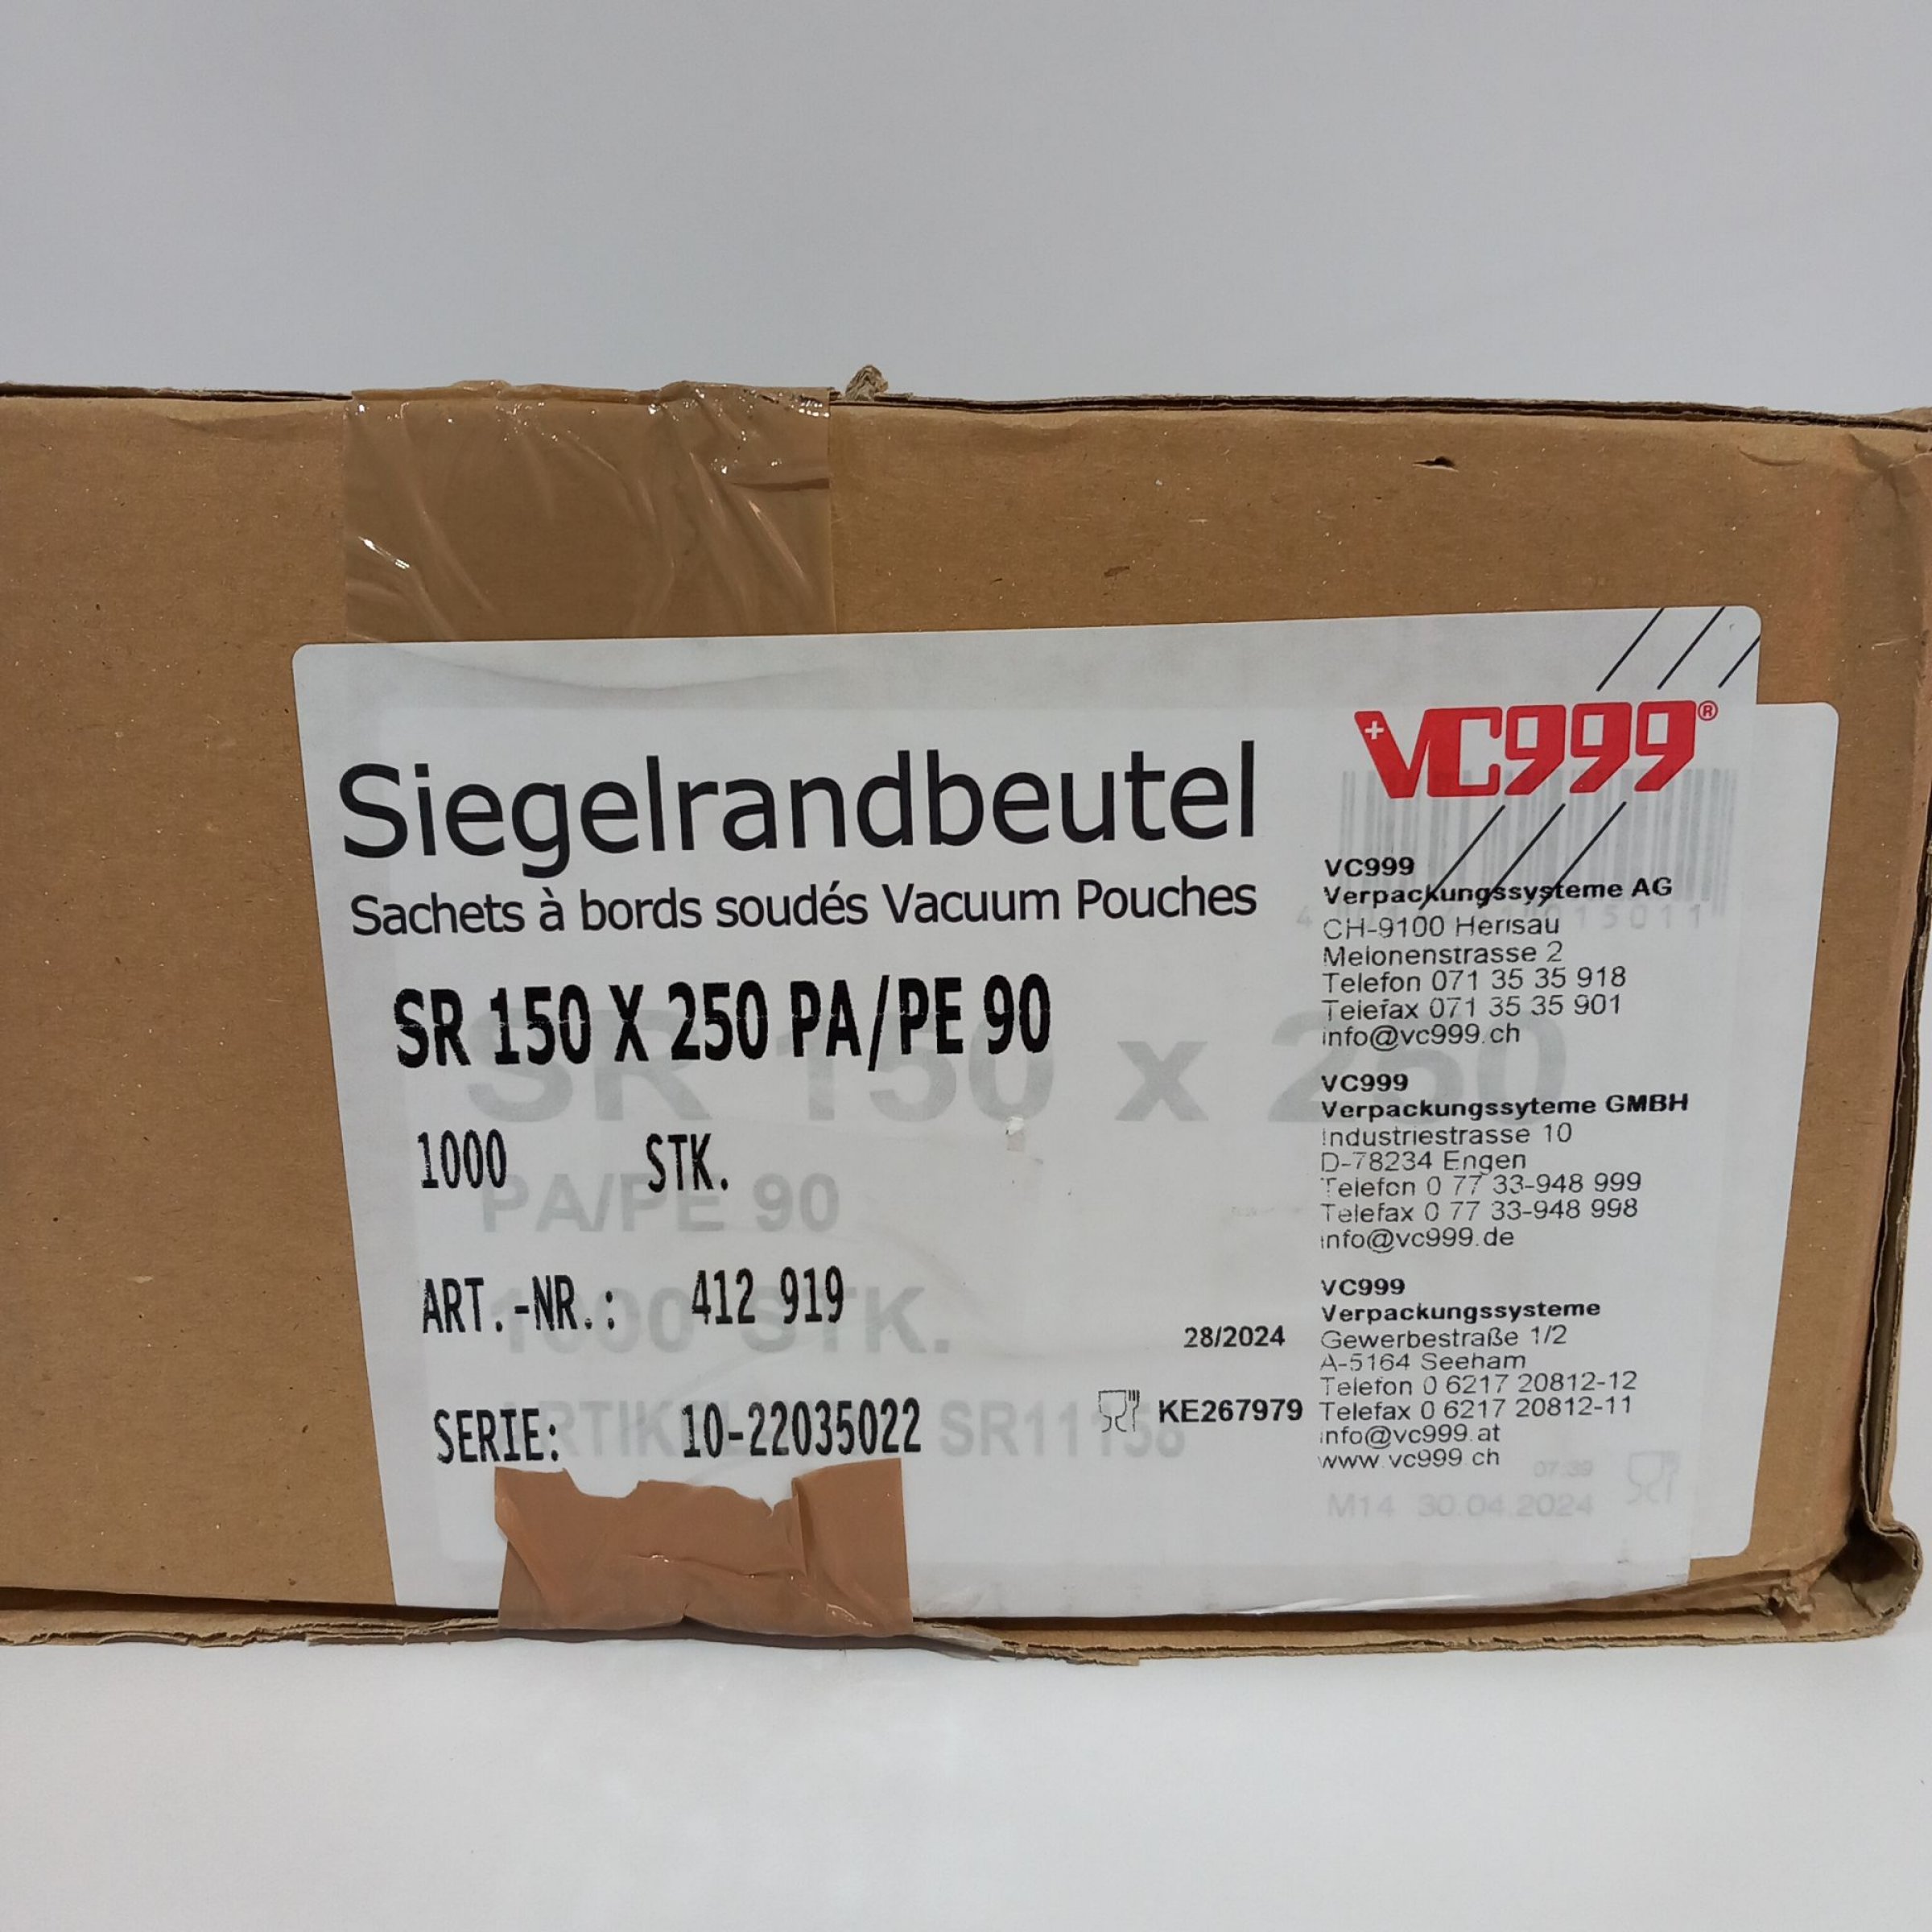 VC999®
Siegelrandbeutel
Sachets à bords soudés Vacuum Pouches
SR 150 X 250 PA/PE 90
1000 STK.
ART.-NR.: 412 919
SERIE: 10-22035022
28/2024
KE267979
VC999
Verpackungssysteme AG
CH-9100 Herisau
Melonenstrasse 2
Telefon 071 35 35 918
Telefax 071 35 35 901
info@vc999.ch
VC999
Verpackungssyteme GMBH
Industriestrasse 10
D-78234 Engen
Telefon 0 77 33-948 999
Telefax 0 77 33-948 998
info@vc999.de
VC999
Verpackungssysteme
Gewerbestraße 1/2
A-5164 Seeham
Telefon 0 6217 20812-12
Telefax 0 6217 20812-11
info@vc999.at
www.vc999.ch
SR 150 x 250
PA/PE 90
1000 STK.
SR11158
07:39
M14 30.04.2024